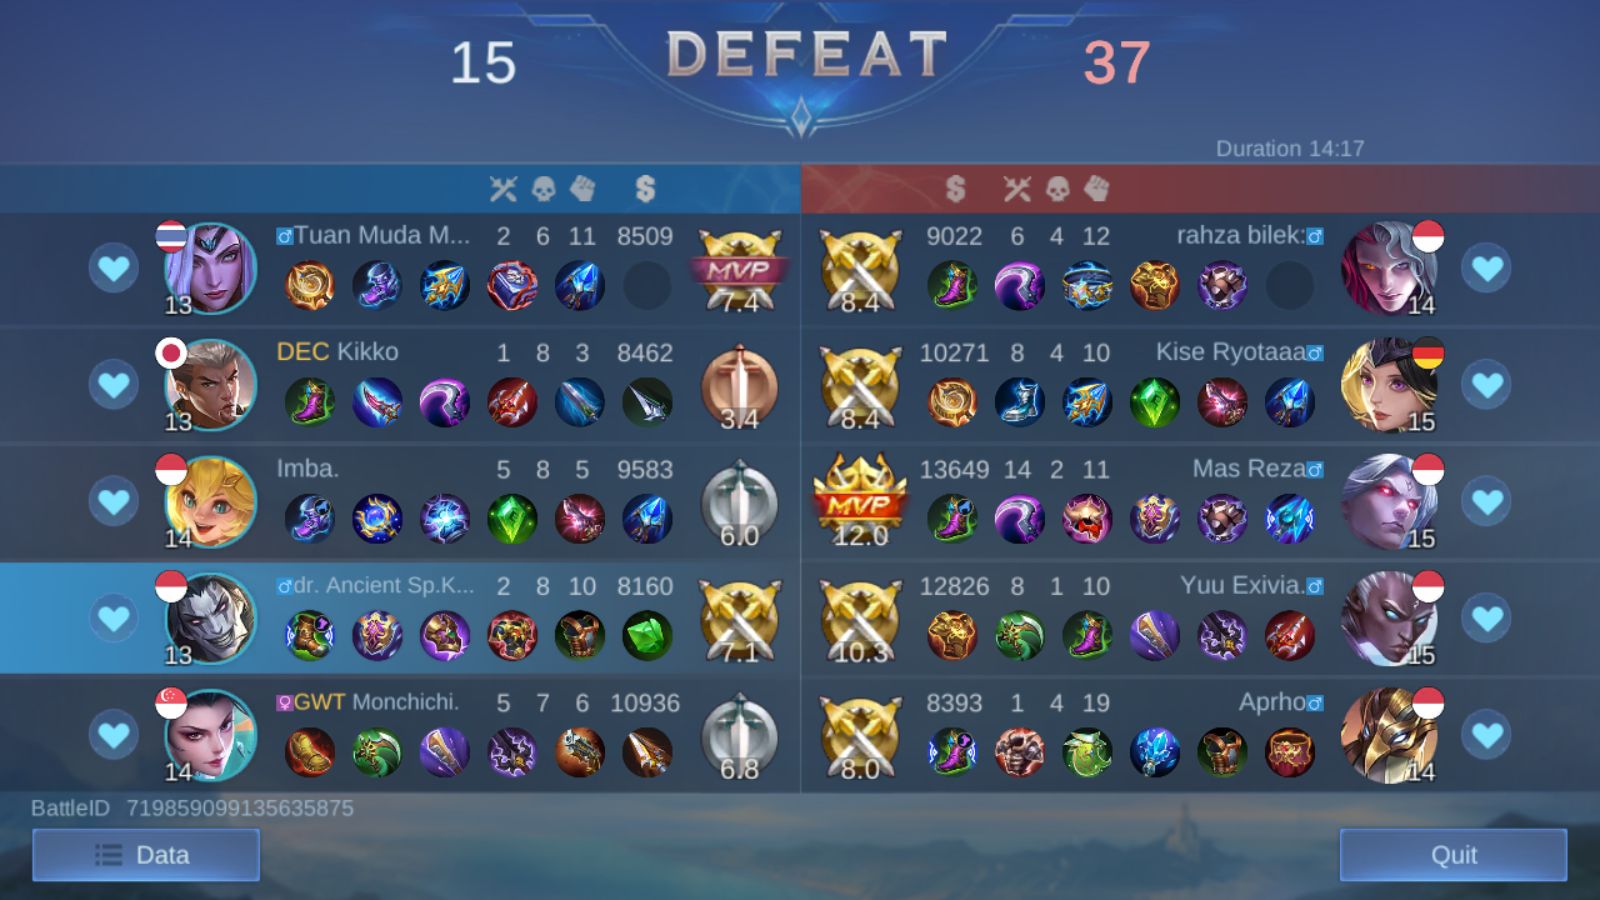 15 DEFEAT 37
Duration 14:17
Tuan Muda M... 2 6 11 8509 MVP 7.4 13
8.4 9022 6 4 12 rahza bilek: 14
DEC Kikko 1 8 3 8462 3.4 13
8.4 10271 8 4 10 Kise Ryotaaa 15
Imba. 5 8 5 9583 6.0 14
MVP 12.0 13649 14 2 11 Mas Reza 15
dr. Ancient Sp.K... 2 8 10 8160 7.1 13
10.3 12826 8 1 10 Yuu Exivia. 15
GWT Monchichi. 5 7 6 10936 6.8 14
8.0 8393 1 4 19 Aprho 14
BattleID 719859099135635875
Data
Quit